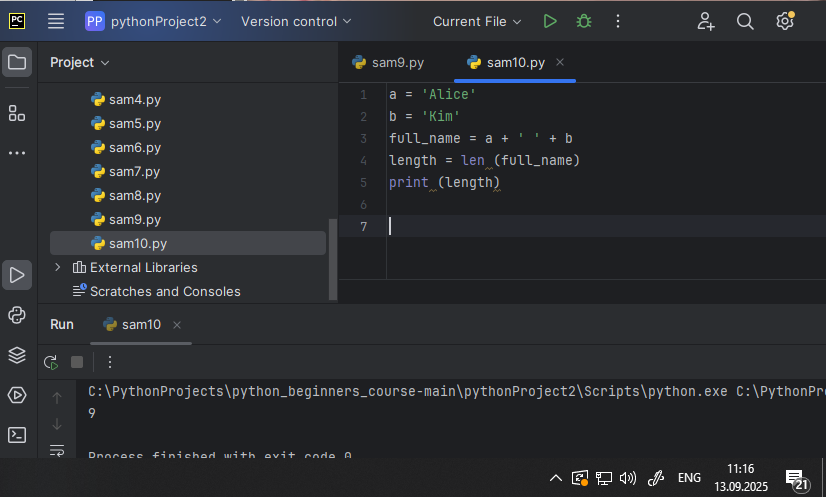 PC PP pythonProject2 Version control Current File
Project
sam9.py sam10.py
sam4.py
sam5.py
sam6.py
sam7.py
sam8.py
sam9.py
sam10.py
External Libraries
Scratches and Consoles
1 a = 'Alice'
2 b = 'Kim'
3 full_name = a + ' ' + b
4 length = len (full_name)
5 print (length)
6
7
Run sam10
C:\PythonProjects\python_beginners_course-main\pythonProject2\Scripts\python.exe C:\PythonPr
9
Process finished with exit code 0
ENG 11:16
13.09.2025
21